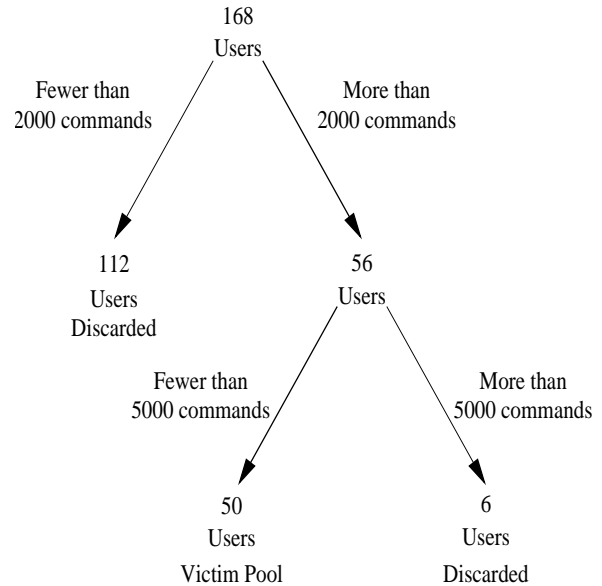 168
Users
Fewer than
2000 commands
More than
2000 commands
112
Users
Discarded
56
Users
Fewer than
5000 commands
More than
5000 commands
50
Users
Victim Pool
6
Users
Discarded